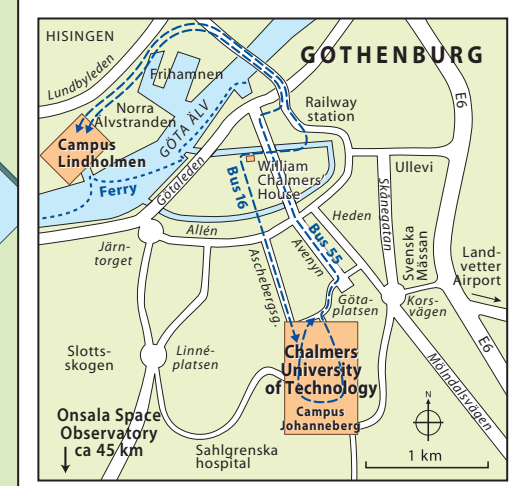 HISINGEN
GOTHENBURG
Lundbyleden
Frihamnen
E6
Norra
Älvstranden
GÖTA ÄLV
Railway
station
Campus
Lindholmen
Ferry
Götaleden
William
Chalmers
House
Ullevi
Bus 16
Skånegatan
Heden
Allén
Bus 55
Avenyn
Aschebergsg.
Svenska
Mässan
Järn-
torget
Land-
vetter
Airport
Göta-
platsen
Kors-
vägen
E6
Slotts-
skogen
Linné-
platsen
Chalmers
University
of Technology
Campus
Johanneberg
Mölndalsvägen
Onsala Space
Observatory
ca 45 km
Sahlgrenska
hospital
N
1 km